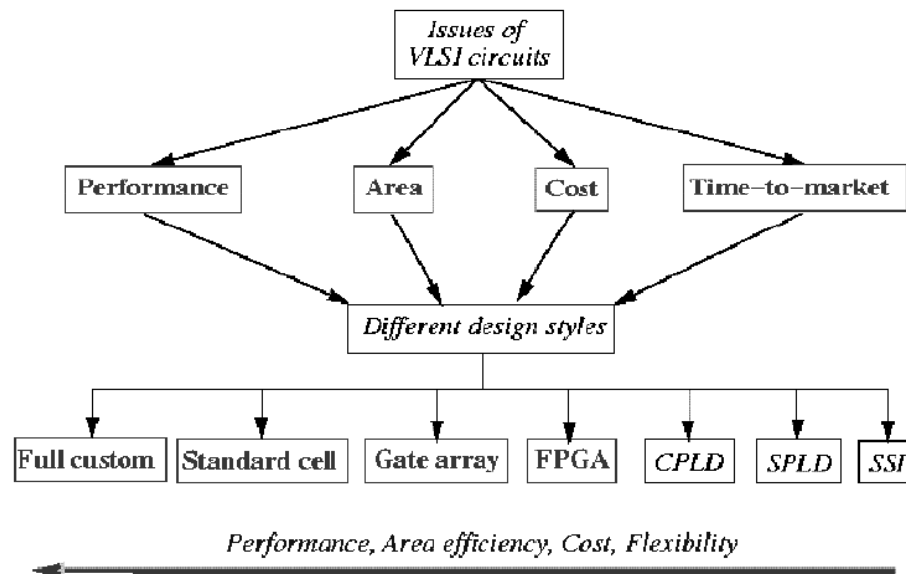 Issues of
VLSI circuits
Performance
Area
Cost
Time-to-market
Different design styles
Full custom
Standard cell
Gate array
FPGA
CPLD
SPLD
SSI
Performance, Area efficiency, Cost, Flexibility